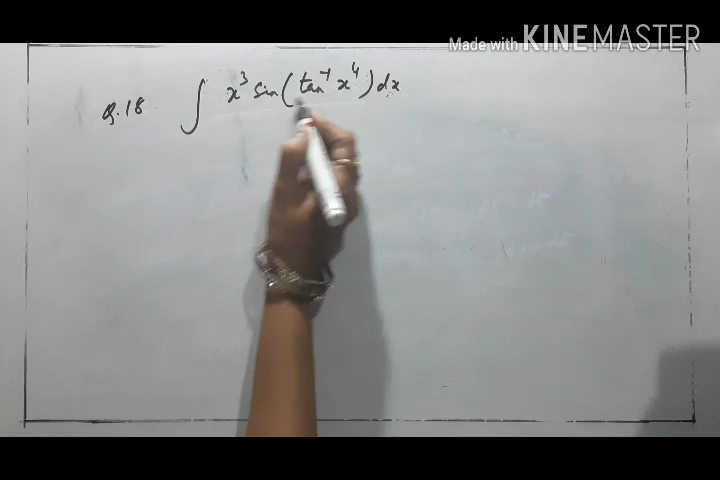 Made with KINEMASTER
Q.18 ∫ x³ sin(tan⁻¹ x⁴) dx